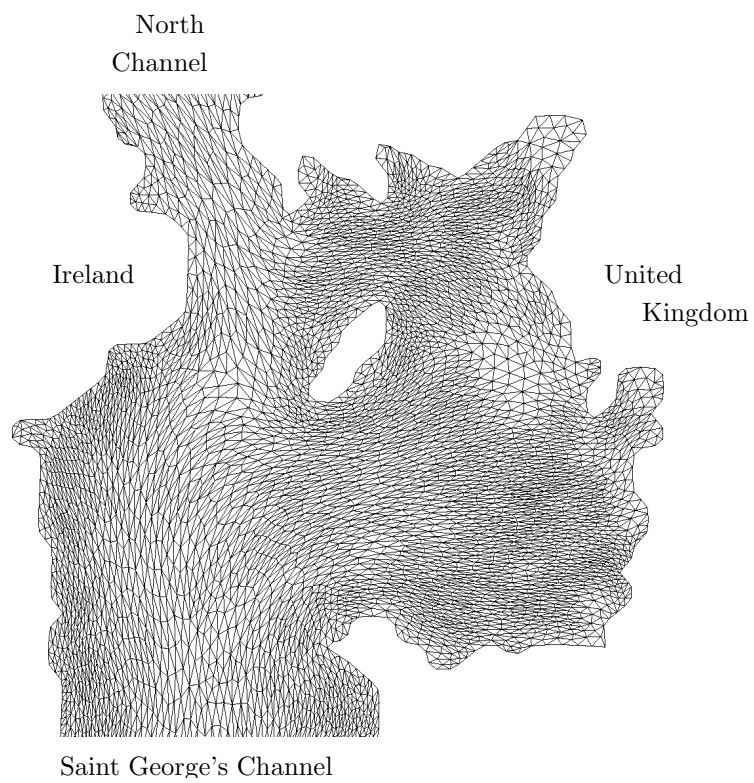 North
Channel
Ireland
United
Kingdom
Saint George's Channel